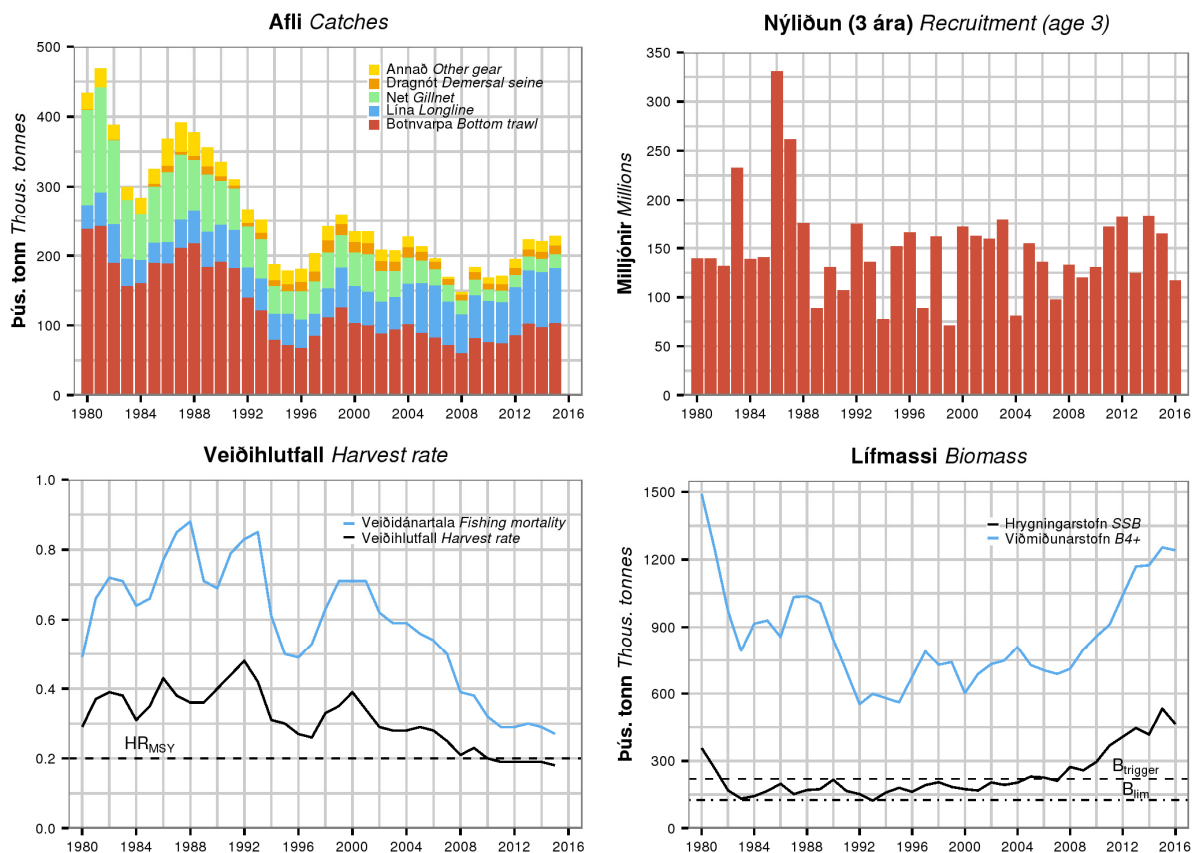 Afli Catches
Þús. tonn Thous. tonnes
500
400
300
200
100
0
Annað Other gear
Dragnót Demersal seine
Net Gillnet
Lína Longline
Botnvarpa Bottom trawl
1980 1984 1988 1992 1996 2000 2004 2008 2012 2016
Nýliðun (3 ára) Recruitment (age 3)
Milljónir Millions
350
300
250
200
150
100
50
0
1980 1984 1988 1992 1996 2000 2004 2008 2012 2016
Veiðihlutfall Harvest rate
1.0
0.8
0.6
0.4
0.2
0.0
Veiðidánartala Fishing mortality
Veiðihlutfall Harvest rate
HRMSY
1980 1984 1988 1992 1996 2000 2004 2008 2012 2016
Lífmassi Biomass
Þús. tonn Thous. tonnes
1500
1200
900
600
300
0
Hrygningarstofn SSB
Viðmiðunarstofn B4+
Btrigger
Blim
1980 1984 1988 1992 1996 2000 2004 2008 2012 2016